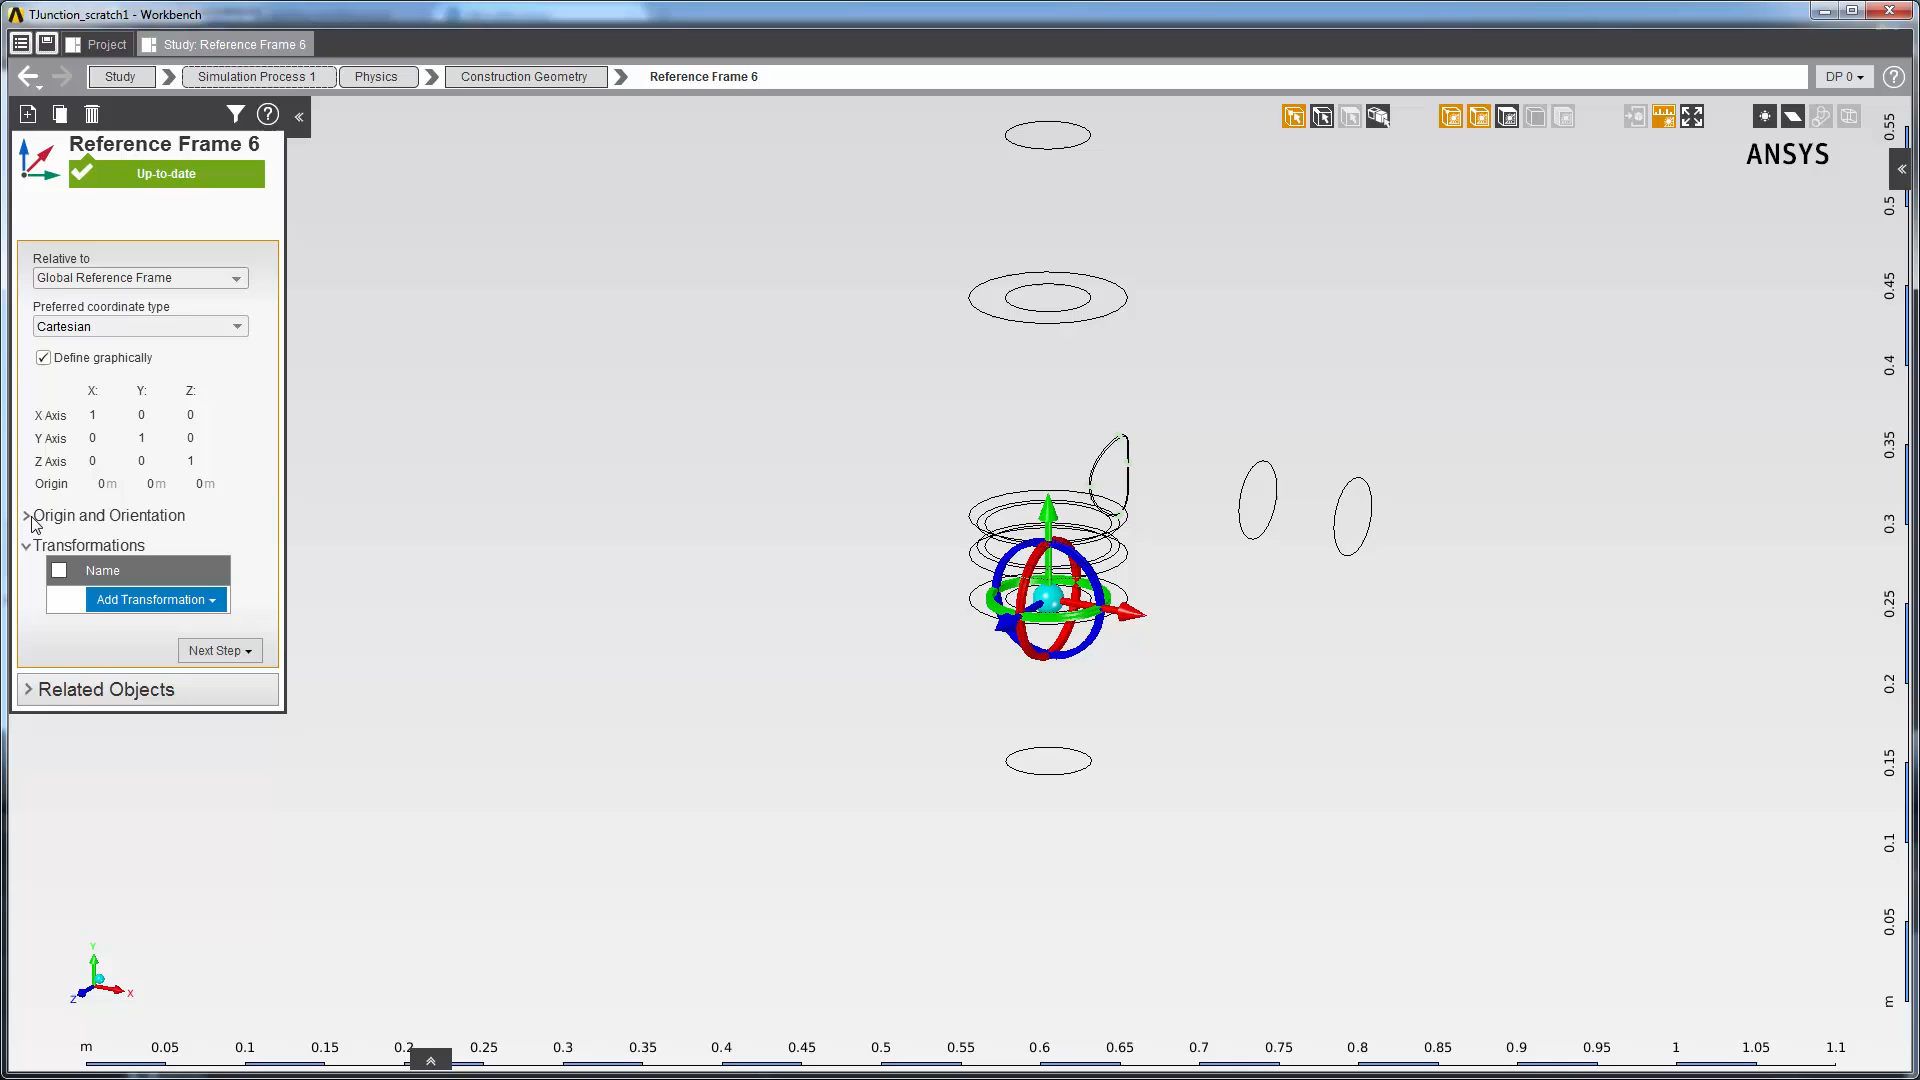 TJunction_scratch1 - Workbench
Project
Study: Reference Frame 6
Study
Simulation Process 1
Physics
Construction Geometry
Reference Frame 6
DP 0
Reference Frame 6
Up-to-date
ANSYS
Relative to
Global Reference Frame
Preferred coordinate type
Cartesian
Define graphically
X: Y: Z:
X Axis 1 0 0
Y Axis 0 1 0
Z Axis 0 0 1
Origin 0 m 0 m 0 m
Origin and Orientation
Transformations
Name
Add Transformation
Next Step
Related Objects
0.55
0.5
0.45
0.4
0.35
0.3
0.25
0.2
0.15
0.1
0.05
m
Y
Z
X
m 0.05 0.1 0.15 0.2 0.25 0.3 0.35 0.4 0.45 0.5 0.55 0.6 0.65 0.7 0.75 0.8 0.85 0.9 0.95 1 1.05 1.1